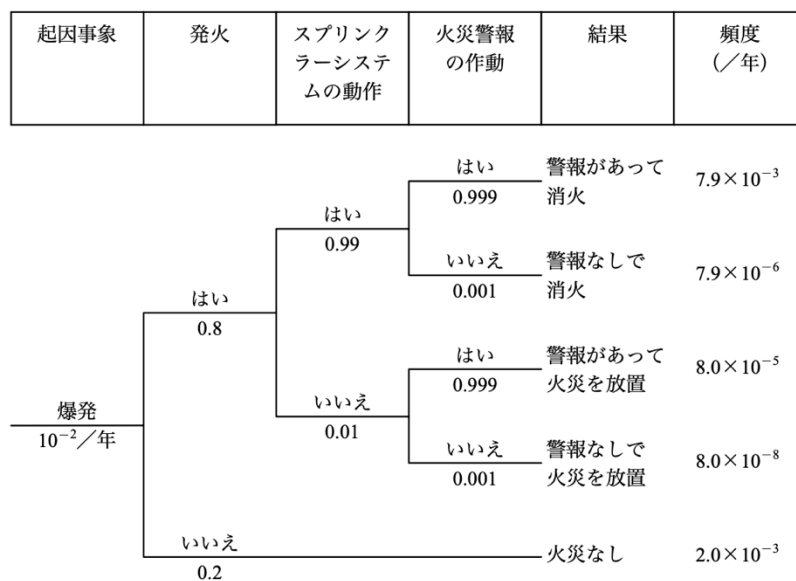 起因事象
発火
スプリンク
ラーシステ
ムの動作
火災警報
の作動
結果
頻度
(／年)
はい
0.999
警報があって
消火
7.9×10⁻³
はい
0.99
いいえ
0.001
警報なしで
消火
7.9×10⁻⁶
はい
0.8
はい
0.999
警報があって
火災を放置
8.0×10⁻⁵
爆発
10⁻²／年
いいえ
0.01
いいえ
0.001
警報なしで
火災を放置
8.0×10⁻⁸
いいえ
0.2
火災なし
2.0×10⁻³